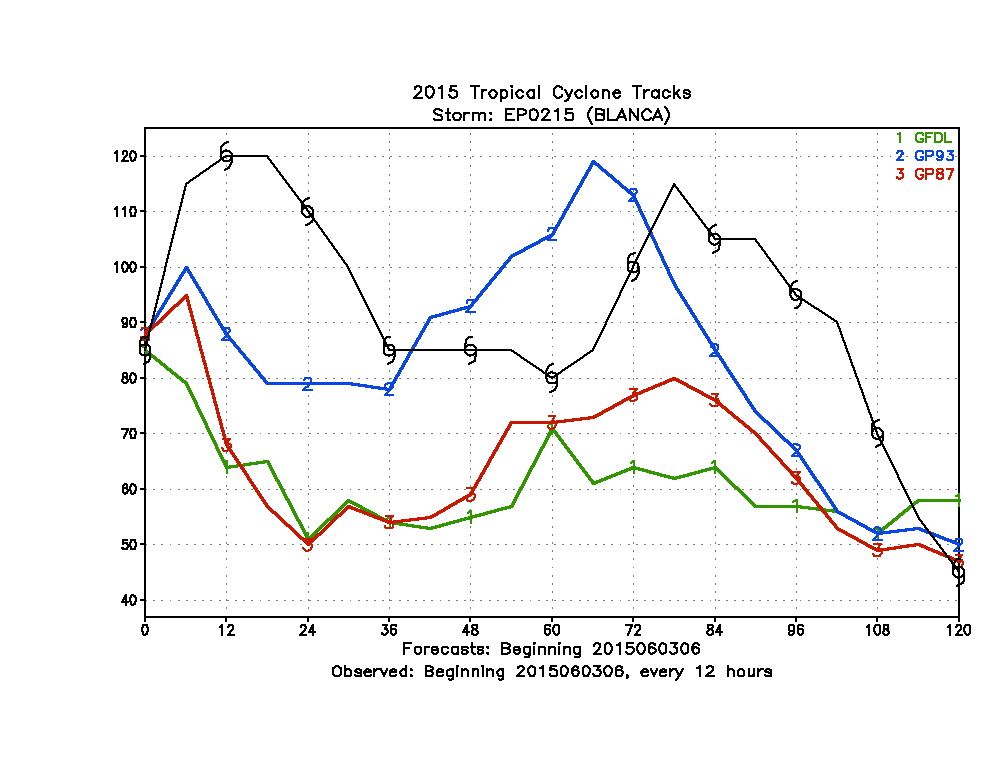 2015 Tropical Cyclone Tracks
Storm: EP0215 (BLANCA)
1 GFDL
2 GP93
3 GP87
120
110
100
90
80
70
60
50
40
0 12 24 36 48 60 72 84 96 108 120
Forecasts: Beginning 2015060306
Observed: Beginning 2015060306, every 12 hours